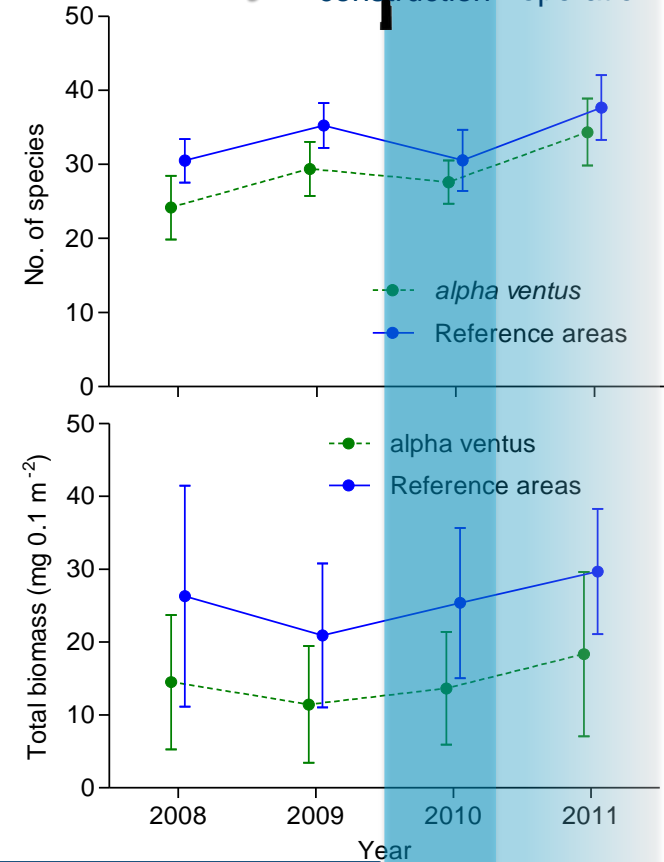 50
40
30
20
10
0
No. of species
alpha ventus
Reference areas
50
40
30
20
10
0
Total biomass (mg 0.1 m-2)
alpha ventus
Reference areas
2008 2009 2010 2011
Year